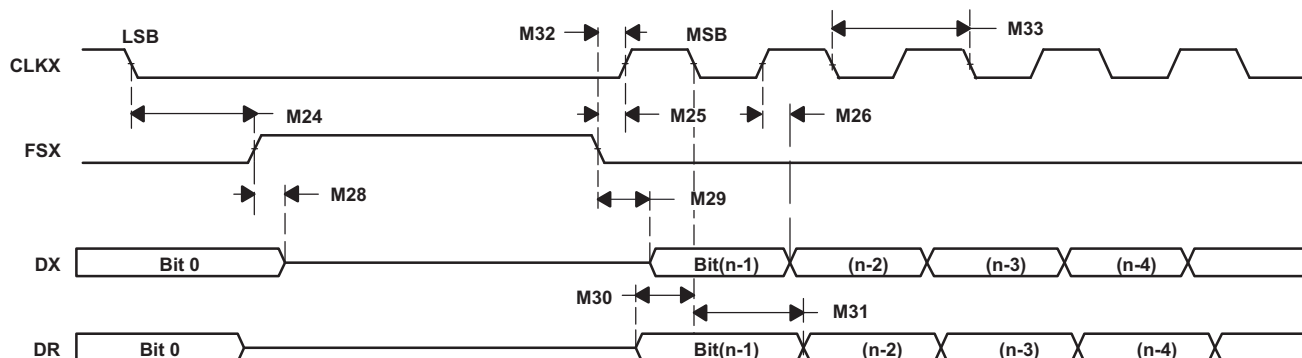 LSB M32 MSB M33
CLKX
M24 M25 M26
FSX
M28 M29
DX Bit 0 Bit(n-1) (n-2) (n-3) (n-4)
M30 M31
DR Bit 0 Bit(n-1) (n-2) (n-3) (n-4)